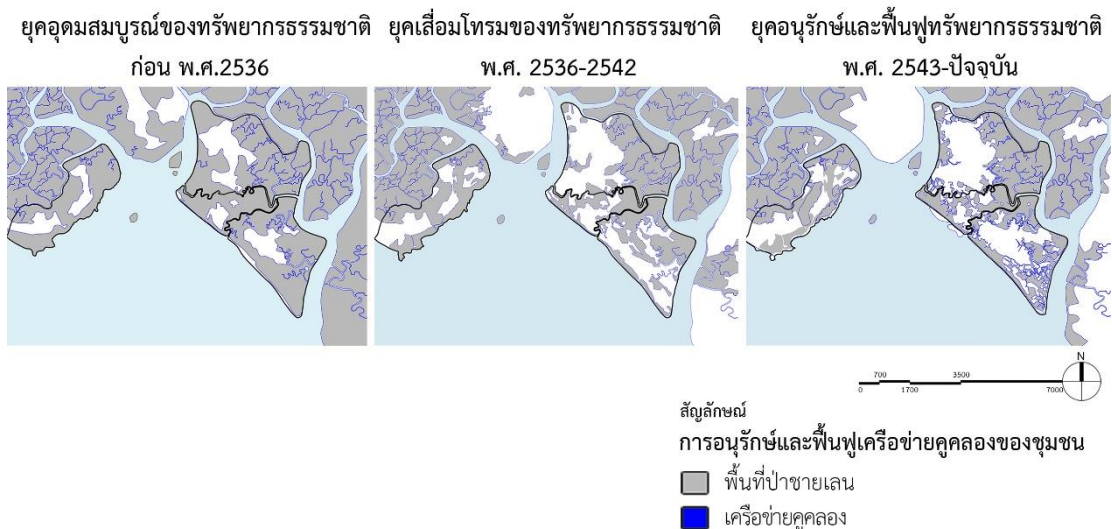 ยุคอุดมสมบูรณ์ของทรัพยากรธรรมชาติ
ก่อน พ.ศ.2536
ยุคเสื่อมโทรมของทรัพยากรธรรมชาติ
พ.ศ. 2536-2542
ยุคอนุรักษ์และฟื้นฟูทรัพยากรธรรมชาติ
พ.ศ. 2543-ปัจจุบัน
N
700 3500
0 1700 7000
สัญลักษณ์
การอนุรักษ์และฟื้นฟูเครือข่ายคูคลองของชุมชน
พื้นที่ป่าชายเลน
เครือข่ายคูคลอง